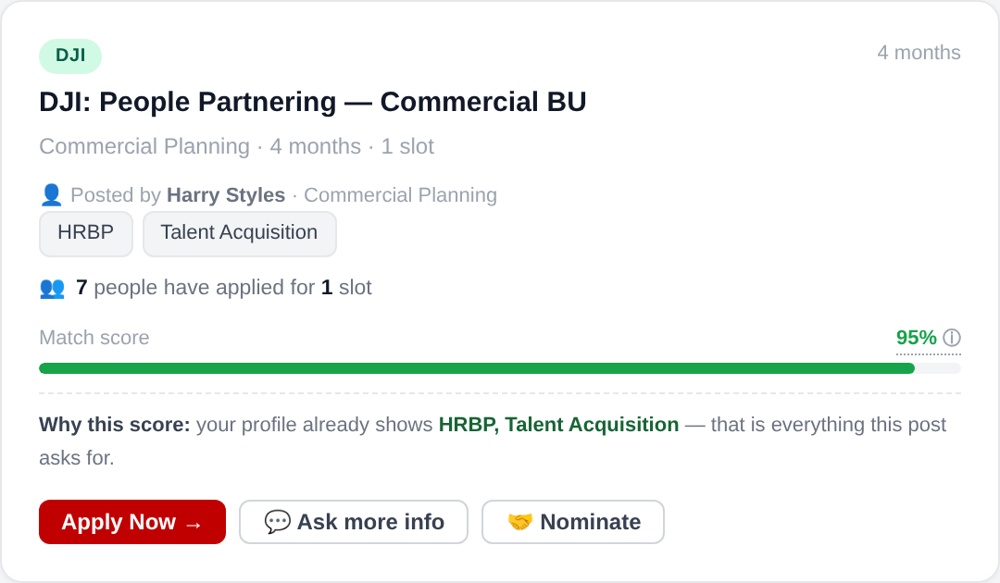 DJI
4 months
DJI: People Partnering — Commercial BU
Commercial Planning · 4 months · 1 slot
👤 Posted by Harry Styles · Commercial Planning
HRBP
Talent Acquisition
👥 7 people have applied for 1 slot
Match score
95% ⓘ
Why this score: your profile already shows HRBP, Talent Acquisition — that is everything this post
asks for.
Apply Now →
💬 Ask more info
🤝 Nominate